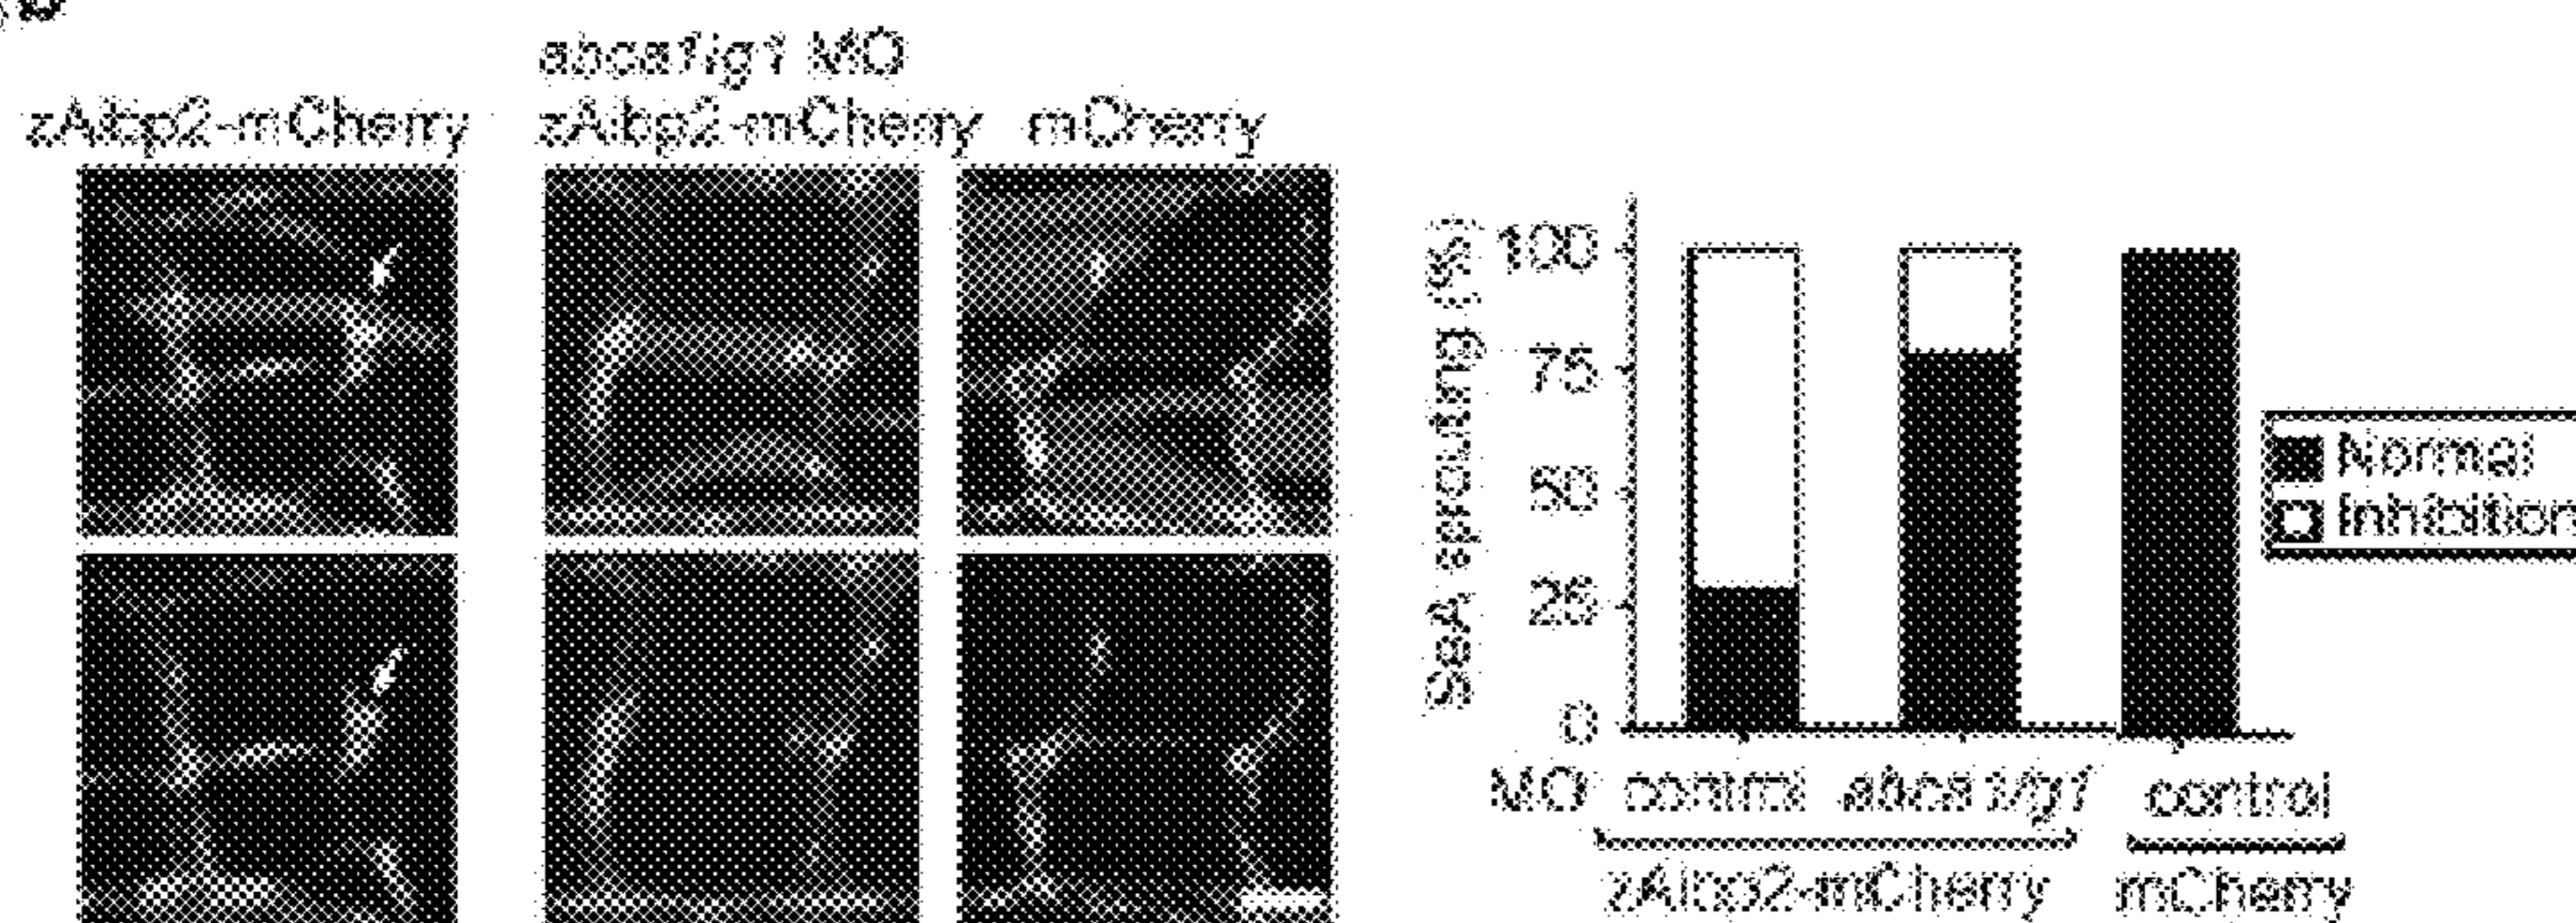 abca1/g1 MO
zAibp2-mCherry zAibp2-mCherry mCherry
SeA sprouting (%)
100
75
50
25
0
Normal
Inhibition
MO control abca1/g1 control
zAibp2-mCherry mCherry